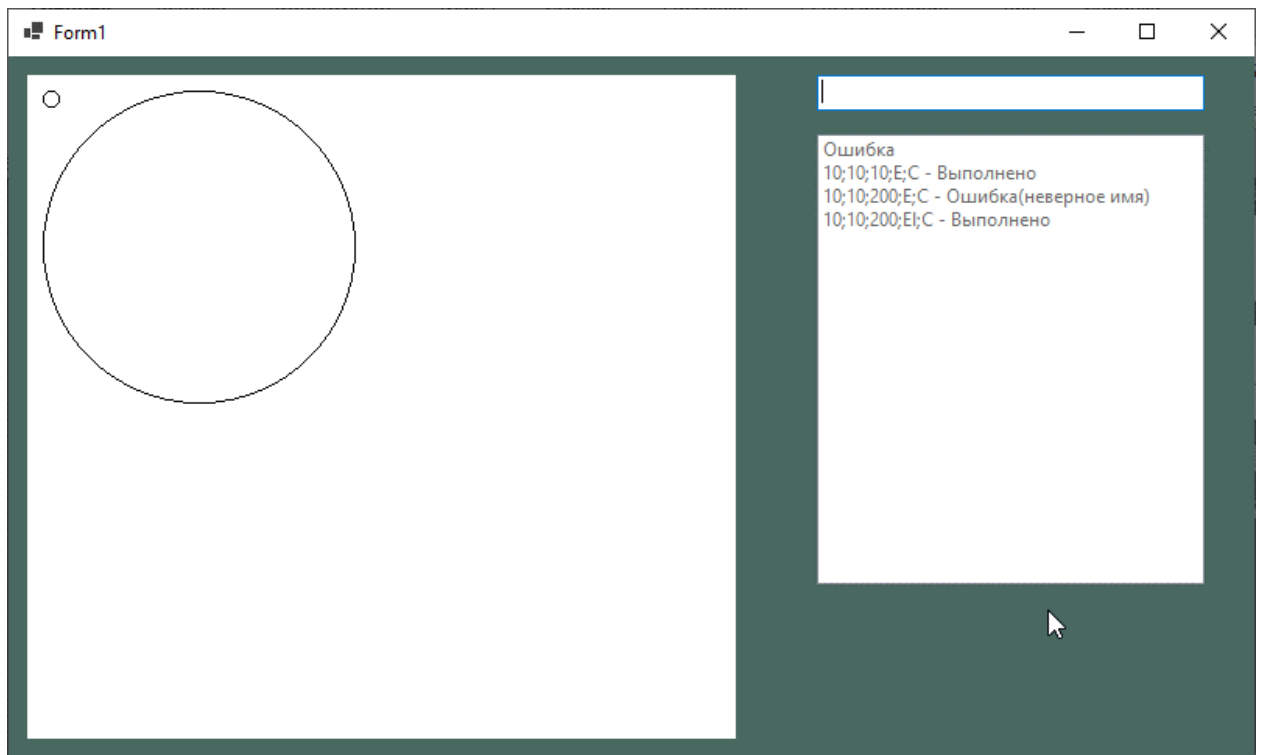 Form1
Ошибка
10;10;10;E;C - Выполнено
10;10;200;E;C - Ошибка(неверное имя)
10;10;200;El;C - Выполнено